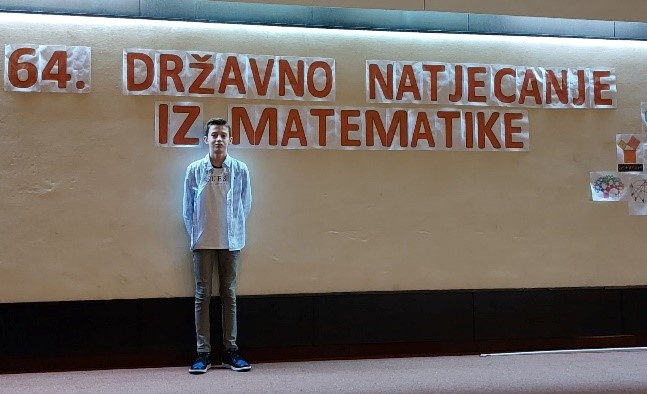 64. DRŽAVNO NATJECANJE
IZ MATEMATIKE